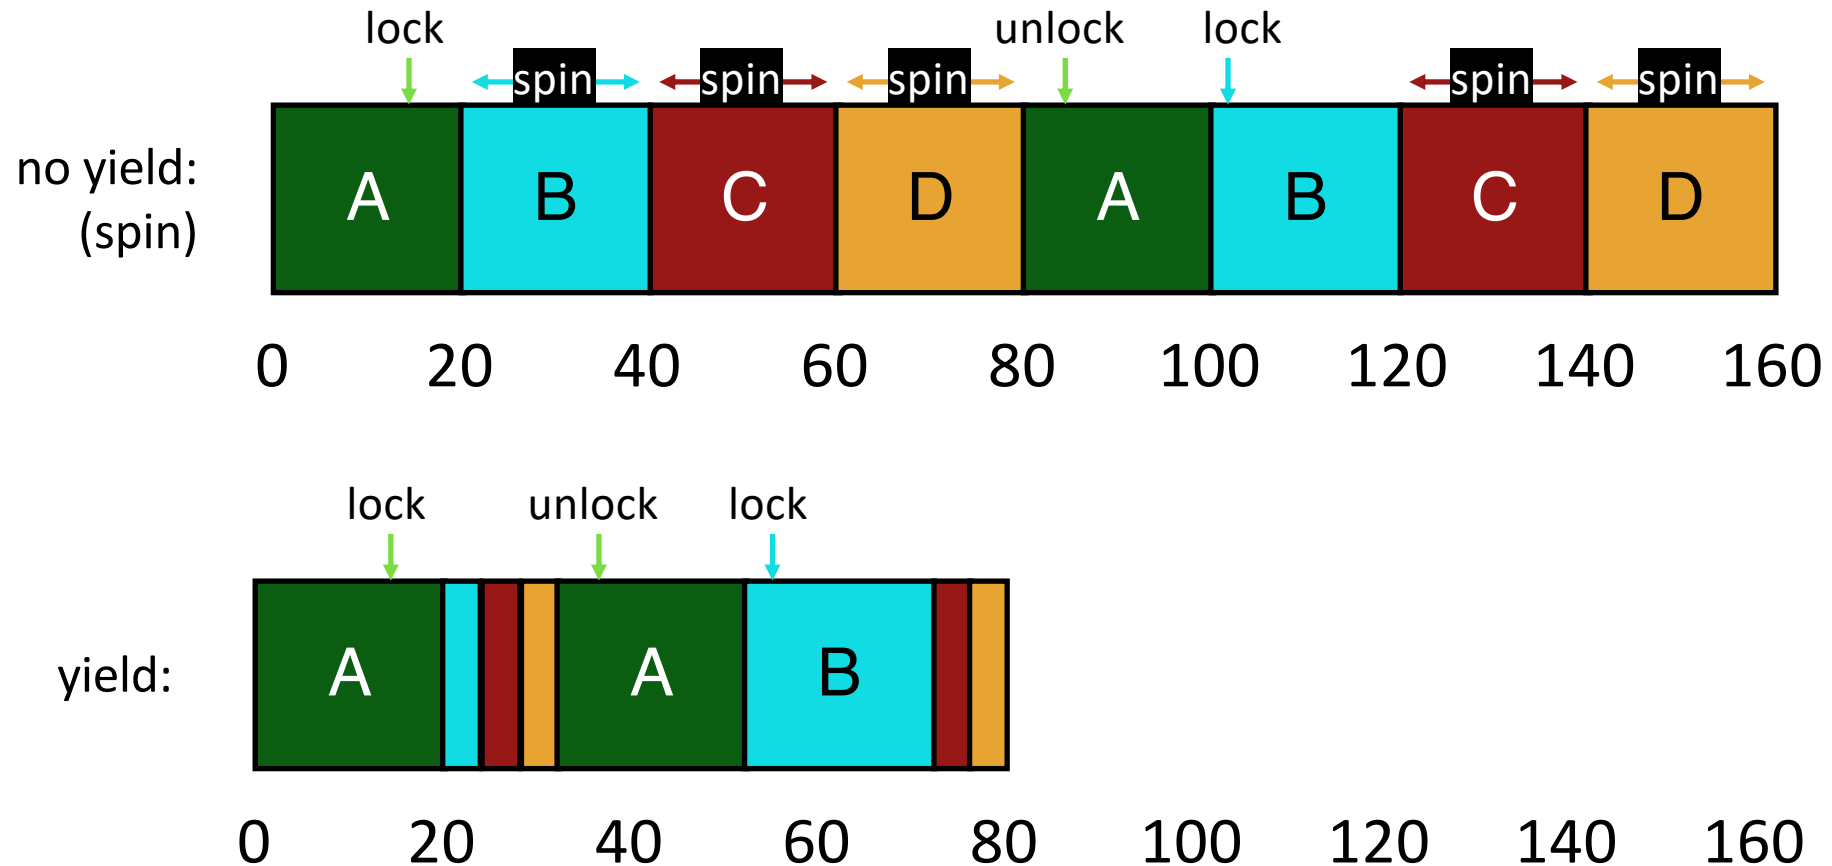 lock unlock lock
spin spin spin spin spin
no yield:
(spin)
A B C D A B C D
0 20 40 60 80 100 120 140 160
lock unlock lock
yield:
A A B
0 20 40 60 80 100 120 140 160